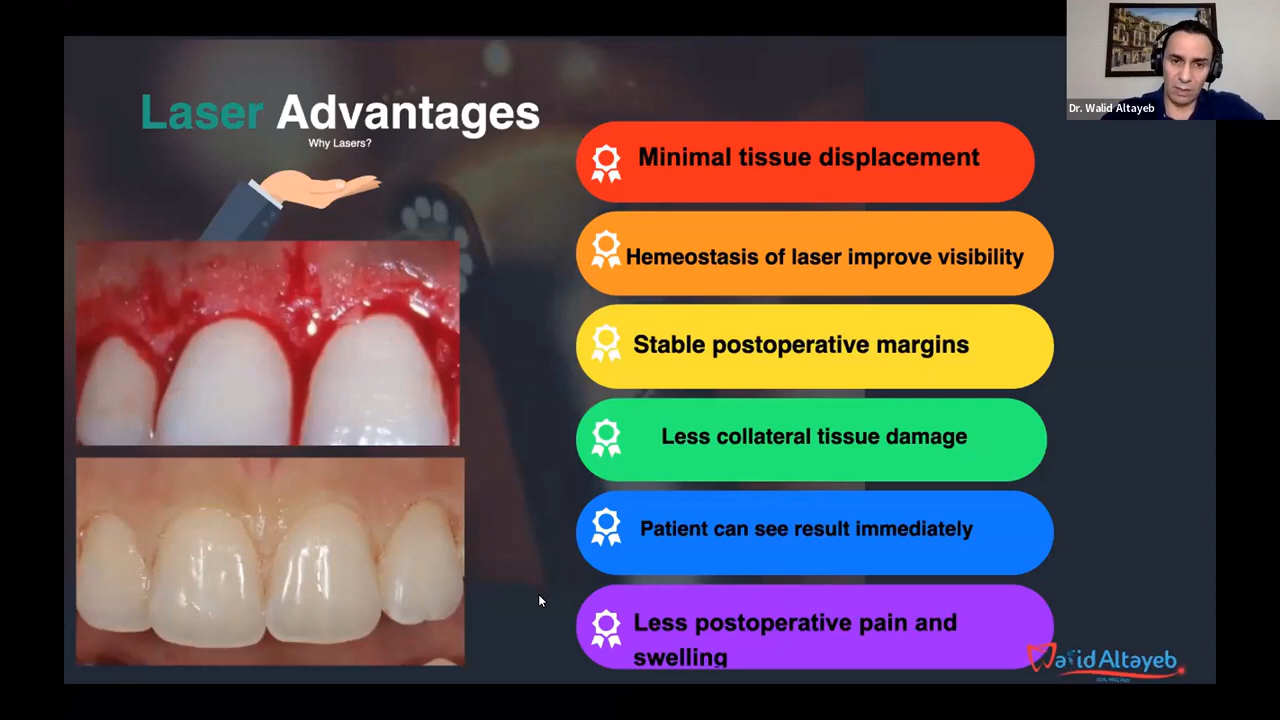 Laser Advantages
Why Lasers?
Dr. Walid Altayeb
Minimal tissue displacement
Hemeostasis of laser improve visibility
Stable postoperative margins
Less collateral tissue damage
Patient can see result immediately
Less postoperative pain and
swelling
Walid Altayeb